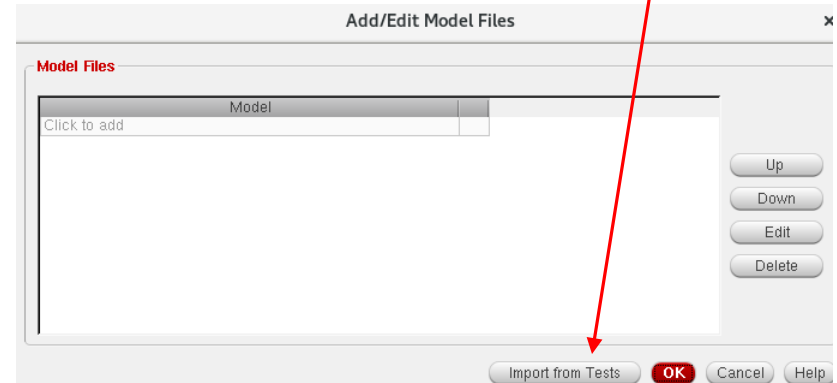 Add/Edit Model Files
×
Model Files
Model
Click to add
Up
Down
Edit
Delete
Import from Tests OK Cancel Help